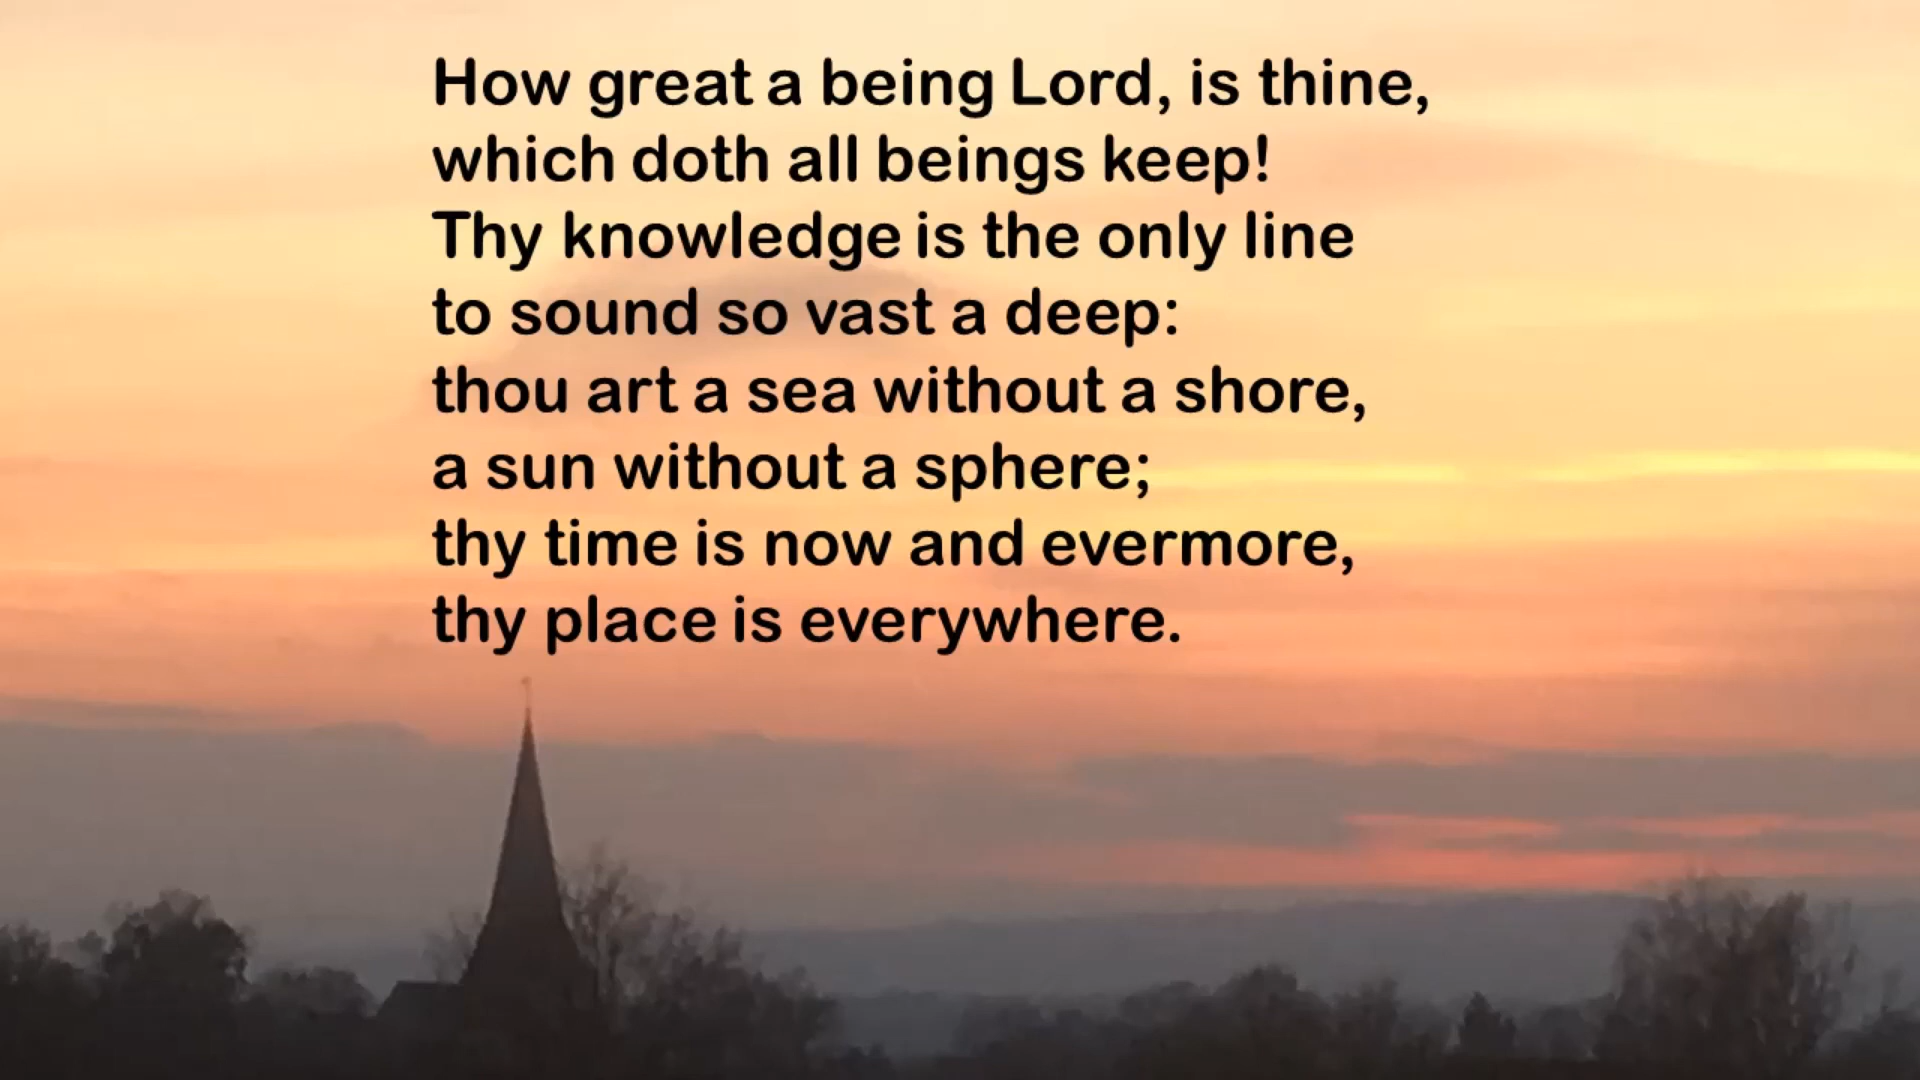 How great a being Lord, is thine,
which doth all beings keep!
Thy knowledge is the only line
to sound so vast a deep:
thou art a sea without a shore,
a sun without a sphere;
thy time is now and evermore,
thy place is everywhere.